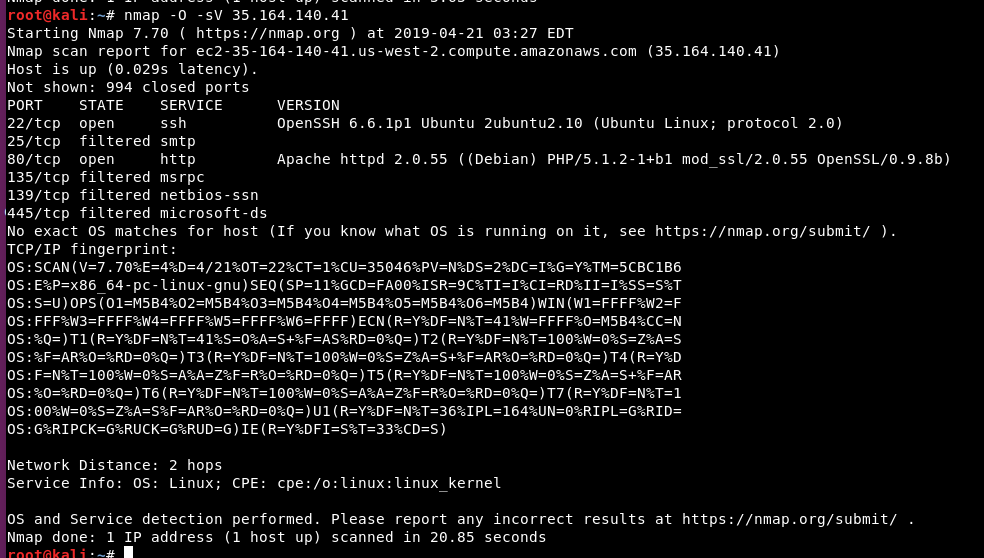 Nmap done: 1 IP address (1 host up) scanned in 5.05 seconds
root@kali:~# nmap -O -sV 35.164.140.41
Starting Nmap 7.70 ( https://nmap.org ) at 2019-04-21 03:27 EDT
Nmap scan report for ec2-35-164-140-41.us-west-2.compute.amazonaws.com (35.164.140.41)
Host is up (0.029s latency).
Not shown: 994 closed ports
PORT    STATE    SERVICE      VERSION
22/tcp  open     ssh          OpenSSH 6.6.1p1 Ubuntu 2ubuntu2.10 (Ubuntu Linux; protocol 2.0)
25/tcp  filtered smtp
80/tcp  open     http         Apache httpd 2.0.55 ((Debian) PHP/5.1.2-1+b1 mod_ssl/2.0.55 OpenSSL/0.9.8b)
135/tcp filtered msrpc
139/tcp filtered netbios-ssn
445/tcp filtered microsoft-ds
No exact OS matches for host (If you know what OS is running on it, see https://nmap.org/submit/ ).
TCP/IP fingerprint:
OS:SCAN(V=7.70%E=4%D=4/21%OT=22%CT=1%CU=35046%PV=N%DS=2%DC=I%G=Y%TM=5CBC1B6
OS:E%P=x86_64-pc-linux-gnu)SEQ(SP=11%GCD=FA00%ISR=9C%TI=I%CI=RD%II=I%SS=S%T
OS:S=U)OPS(O1=M5B4%O2=M5B4%O3=M5B4%O4=M5B4%O5=M5B4%O6=M5B4)WIN(W1=FFFF%W2=F
OS:FFF%W3=FFFF%W4=FFFF%W5=FFFF%W6=FFFF)ECN(R=Y%DF=N%T=41%W=FFFF%O=M5B4%CC=N
OS:%Q=)T1(R=Y%DF=N%T=41%S=O%A=S+%F=AS%RD=0%Q=)T2(R=Y%DF=N%T=100%W=0%S=Z%A=S
OS:%F=AR%O=%RD=0%Q=)T3(R=Y%DF=N%T=100%W=0%S=Z%A=S+%F=AR%O=%RD=0%Q=)T4(R=Y%D
OS:F=N%T=100%W=0%S=A%A=Z%F=R%O=%RD=0%Q=)T5(R=Y%DF=N%T=100%W=0%S=Z%A=S+%F=AR
OS:%O=%RD=0%Q=)T6(R=Y%DF=N%T=100%W=0%S=A%A=Z%F=R%O=%RD=0%Q=)T7(R=Y%DF=N%T=1
OS:00%W=0%S=Z%A=S%F=AR%O=%RD=0%Q=)U1(R=Y%DF=N%T=36%IPL=164%UN=0%RIPL=G%RID=
OS:G%RIPCK=G%RUCK=G%RUD=G)IE(R=Y%DFI=S%T=33%CD=S)
Network Distance: 2 hops
Service Info: OS: Linux; CPE: cpe:/o:linux:linux_kernel
OS and Service detection performed. Please report any incorrect results at https://nmap.org/submit/ .
Nmap done: 1 IP address (1 host up) scanned in 20.85 seconds
root@kali:~#